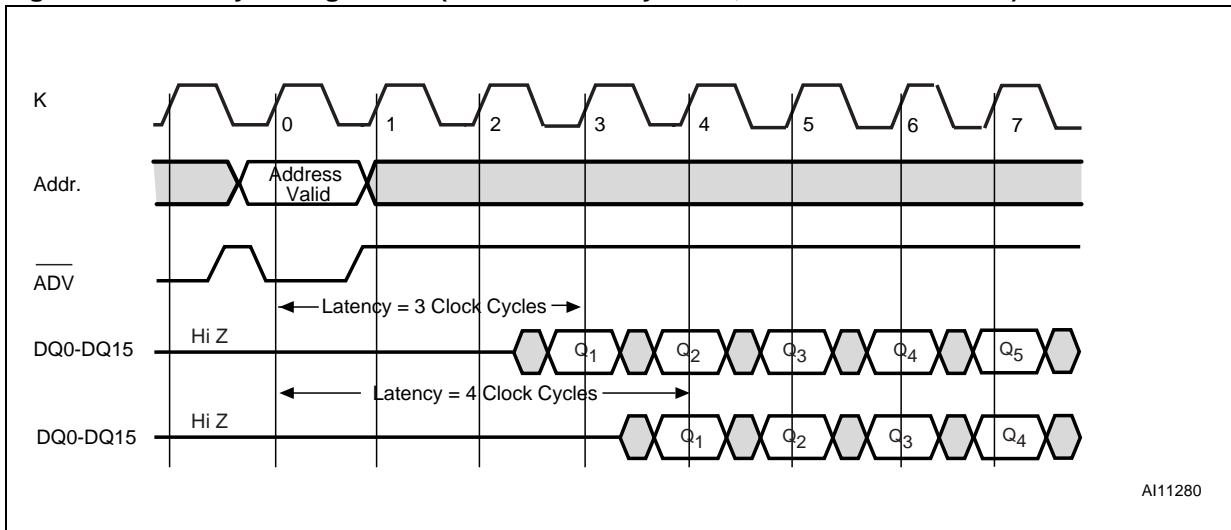 K
0 1 2 3 4 5 6 7
Addr.
Address
Valid
ADV
Latency = 3 Clock Cycles
DQ0-DQ15
Hi Z
Q1 Q2 Q3 Q4 Q5
Latency = 4 Clock Cycles
DQ0-DQ15
Hi Z
Q1 Q2 Q3 Q4
AI11280